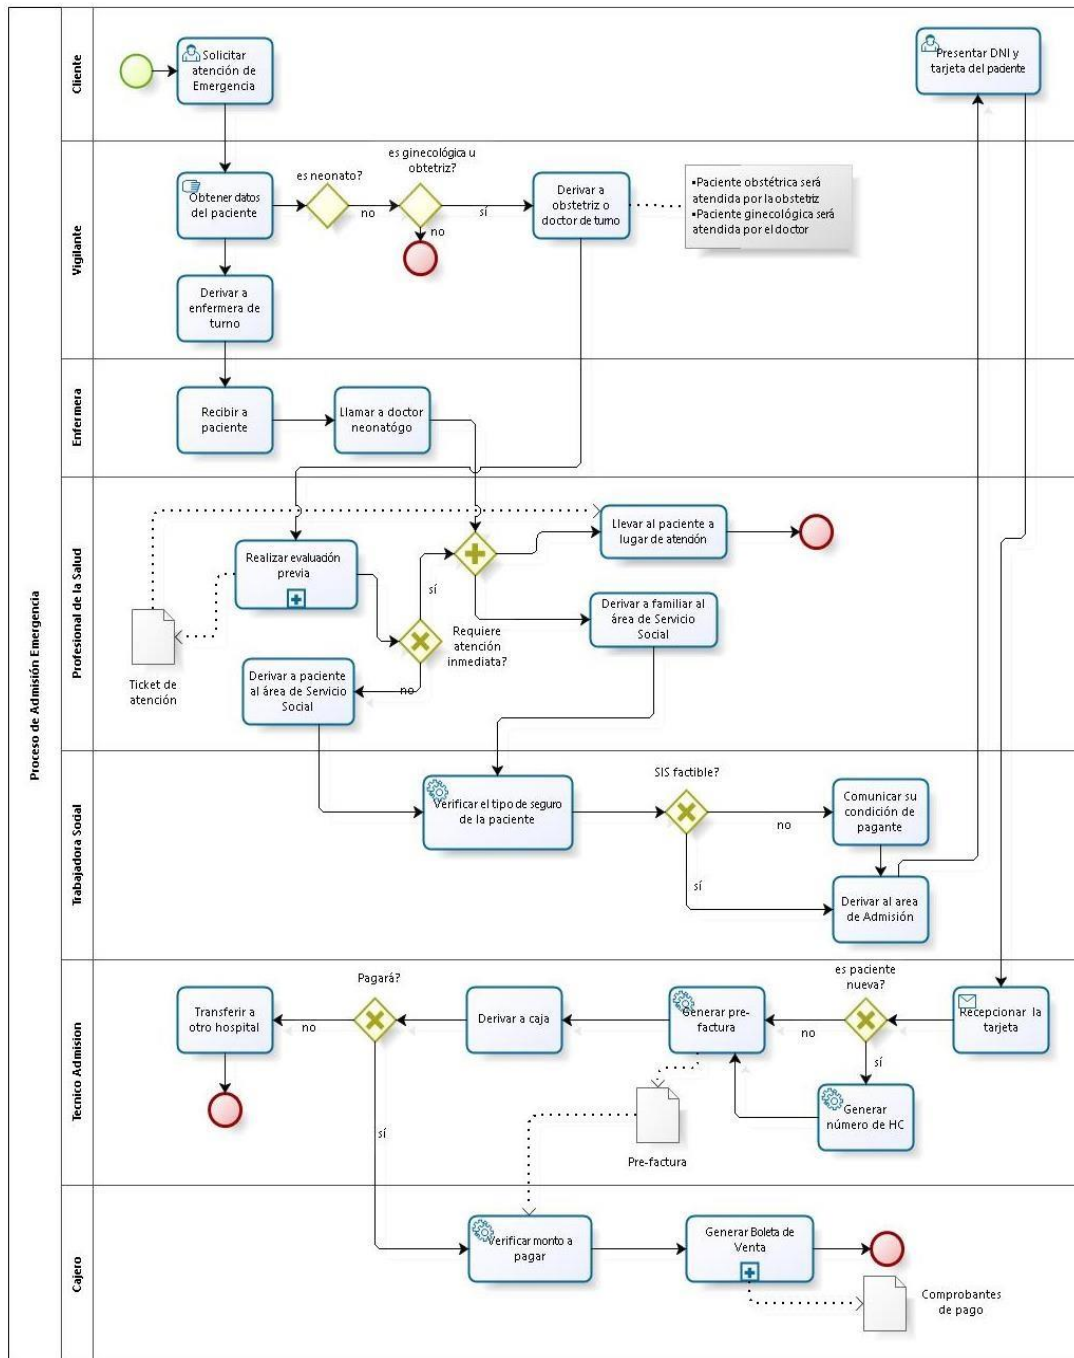 Proceso de Admisión Emergencia
Cliente
Solicitar
atención de
Emergencia
Presentar DNI y
tarjeta del paciente
Vigilante
Obtener datos
del paciente
es neonato?
no
es ginecológica u
obtetriz?
sí
no
Derivar a
obstetriz o
doctor de turno
▪Paciente obstétrica será
atendida por la obstetriz
▪Paciente ginecológica será
atendida por el doctor
Derivar a
enfermera de
turno
Enfermera
Recibir a
paciente
Llamar a doctor
neonatógo
Profesional de la Salud
Realizar evaluación
previa
Ticket de
atención
sí
Requiere
atención
inmediata?
no
Llevar al paciente a
lugar de atención
Derivar a familiar al
área de Servicio
Social
Derivar a paciente
al área de Servicio
Social
Trabajadora Social
Verificar el tipo de seguro
de la paciente
SIS factible?
no
sí
Comunicar su
condición de
pagante
Derivar al area
de Admisión
Tecnico Admision
Transferir a
otro hospital
no
Pagará?
sí
Derivar a caja
Generar pre-
factura
no
es paciente
nueva?
sí
Recepcionar la
tarjeta
Generar
número de HC
Pre-factura
Cajero
Verificar monto a
pagar
Generar Boleta de
Venta
Comprobantes
de pago